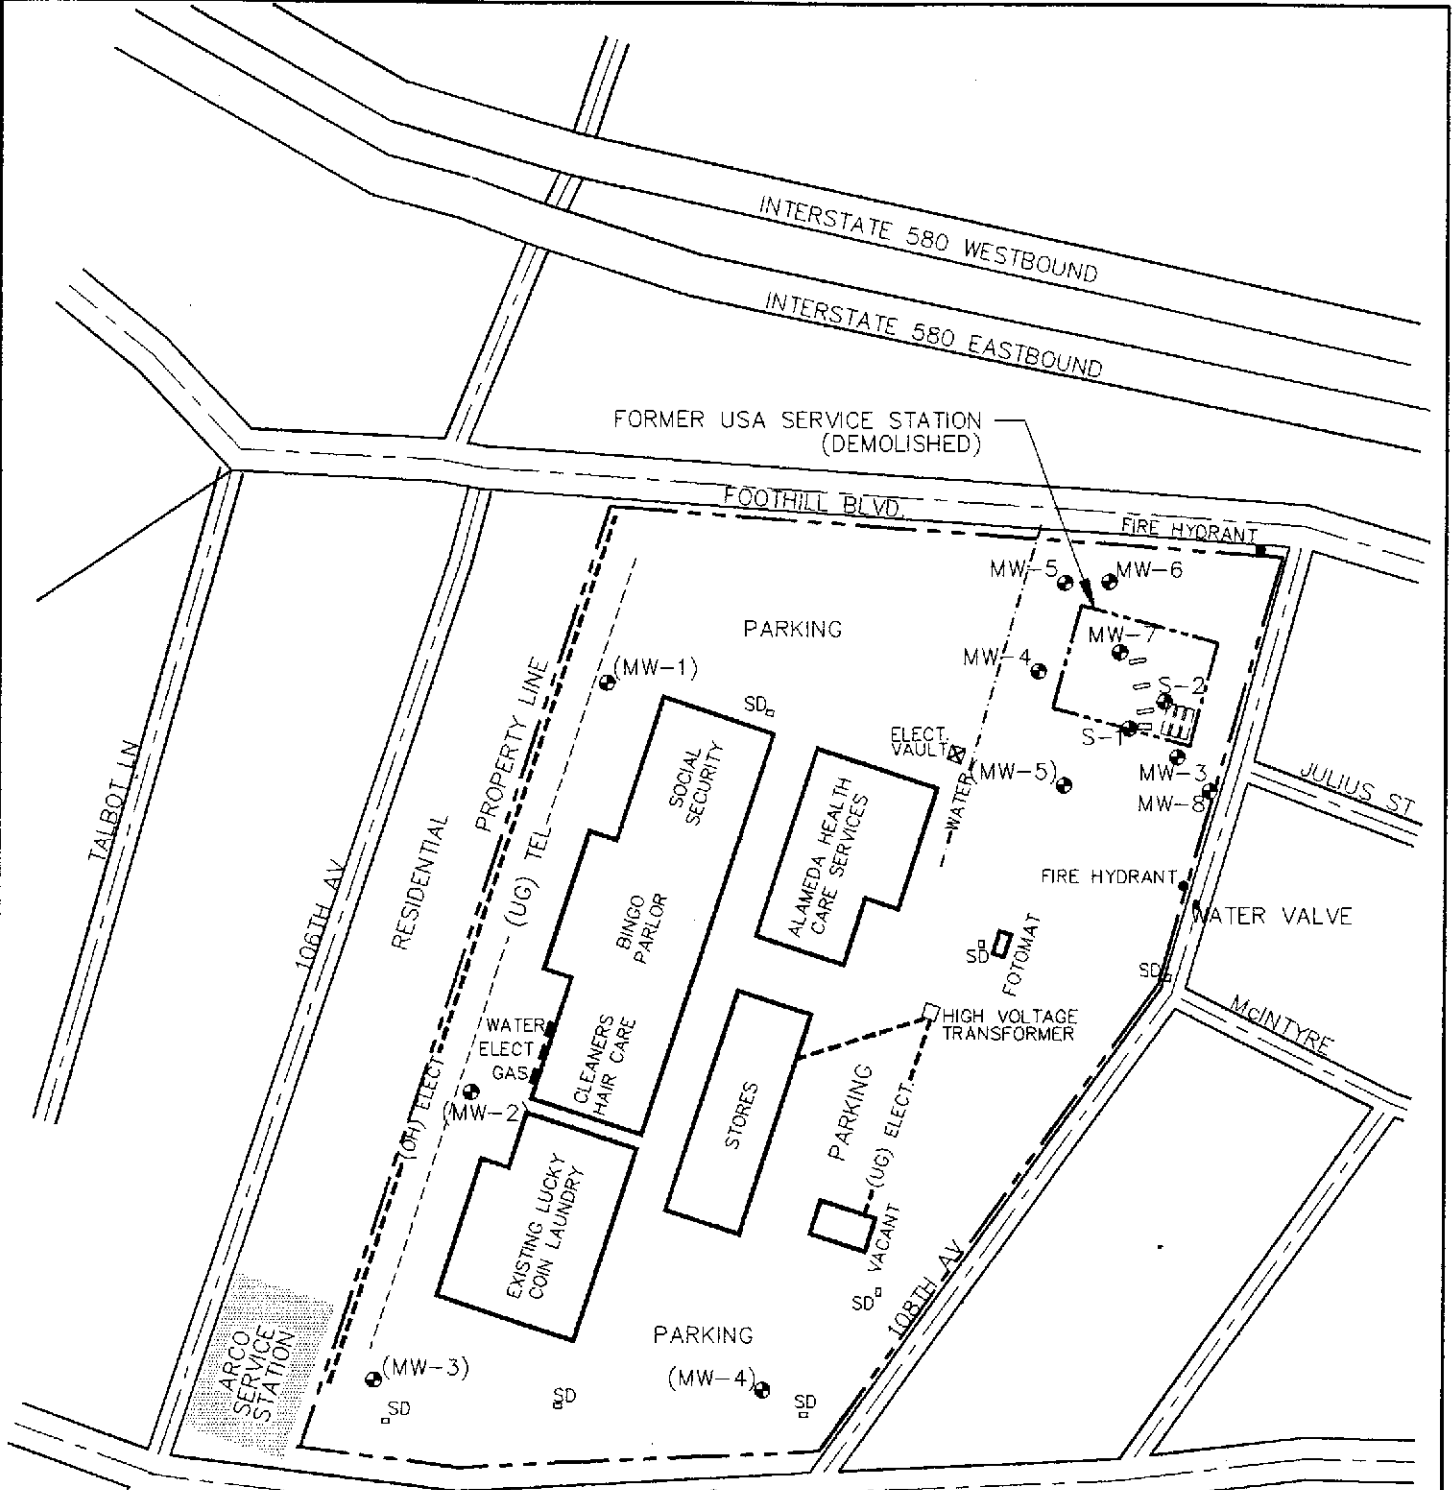 INTERSTATE 580 WESTBOUND
INTERSTATE 580 EASTBOUND
FORMER USA SERVICE STATION
(DEMOLISHED)
FOOTHILL BLVD.
FIRE HYDRANT
MW-5
MW-6
MW-7
MW-4
S-2
S-1
MW-3
MW-8
PARKING
(MW-1)
SD
ELECT.
VAULT
(MW-5)
WATER
JULIUS ST
TALBOT LN
106TH AV
RESIDENTIAL
PROPERTY LINE
(UG) TEL
SOCIAL
SECURITY
ALAMEDA HEALTH
CARE SERVICES
BINGO
PARLOR
FIRE HYDRANT
WATER VALVE
SD
FOTOMAT
SD
McINTYRE
HIGH VOLTAGE
TRANSFORMER
WATER
ELECT
GAS
CLEANERS
HAIR CARE
(OH) ELECT
(MW-2)
STORES
PARKING
(UG) ELECT.
EXISTING LUCKY
COIN LAUNDRY
VACANT
SD
108TH AV
PARKING
ARCO
SERVICE
STATION
(MW-3)
(MW-4)
SD
SD
SD